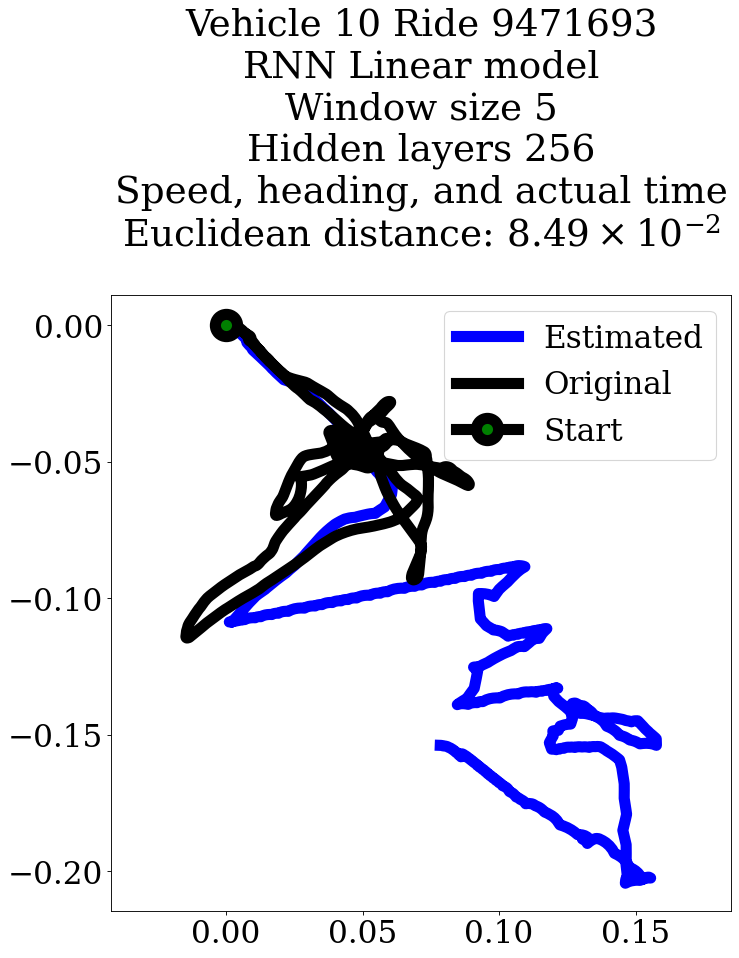 Vehicle 10 Ride 9471693
RNN Linear model
Window size 5
Hidden layers 256
Speed, heading, and actual time
Euclidean distance: 8.49 × 10⁻²
Estimated
Original
Start
0.00
−0.05
−0.10
−0.15
−0.20
0.00 0.05 0.10 0.15